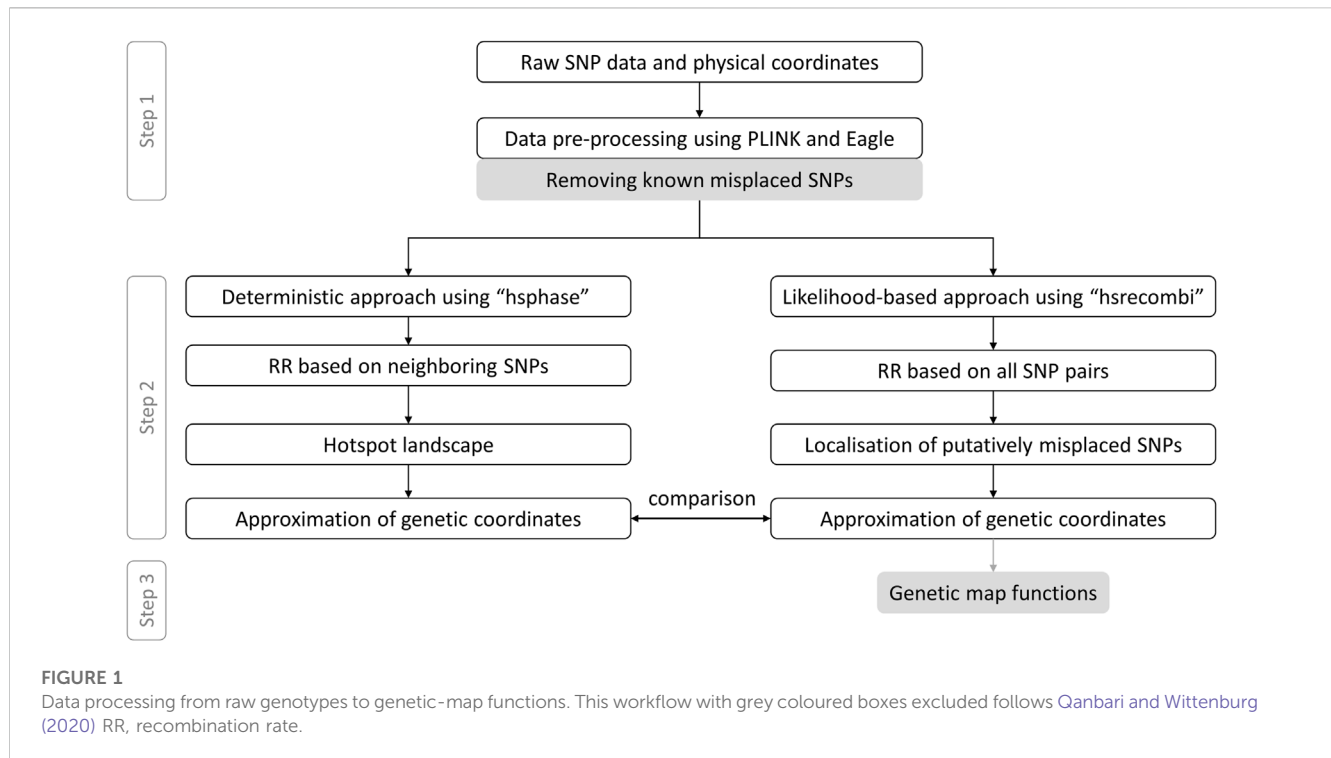 Step 1
Raw SNP data and physical coordinates
Data pre-processing using PLINK and Eagle
Removing known misplaced SNPs
Step 2
Deterministic approach using “hsphase”
Likelihood-based approach using “hsrecombi”
RR based on neighboring SNPs
RR based on all SNP pairs
Hotspot landscape
Localisation of putatively misplaced SNPs
Approximation of genetic coordinates
comparison
Approximation of genetic coordinates
Step 3
Genetic map functions
FIGURE 1
Data processing from raw genotypes to genetic-map functions. This workflow with grey coloured boxes excluded follows Qanbari and Wittenburg
(2020) RR, recombination rate.